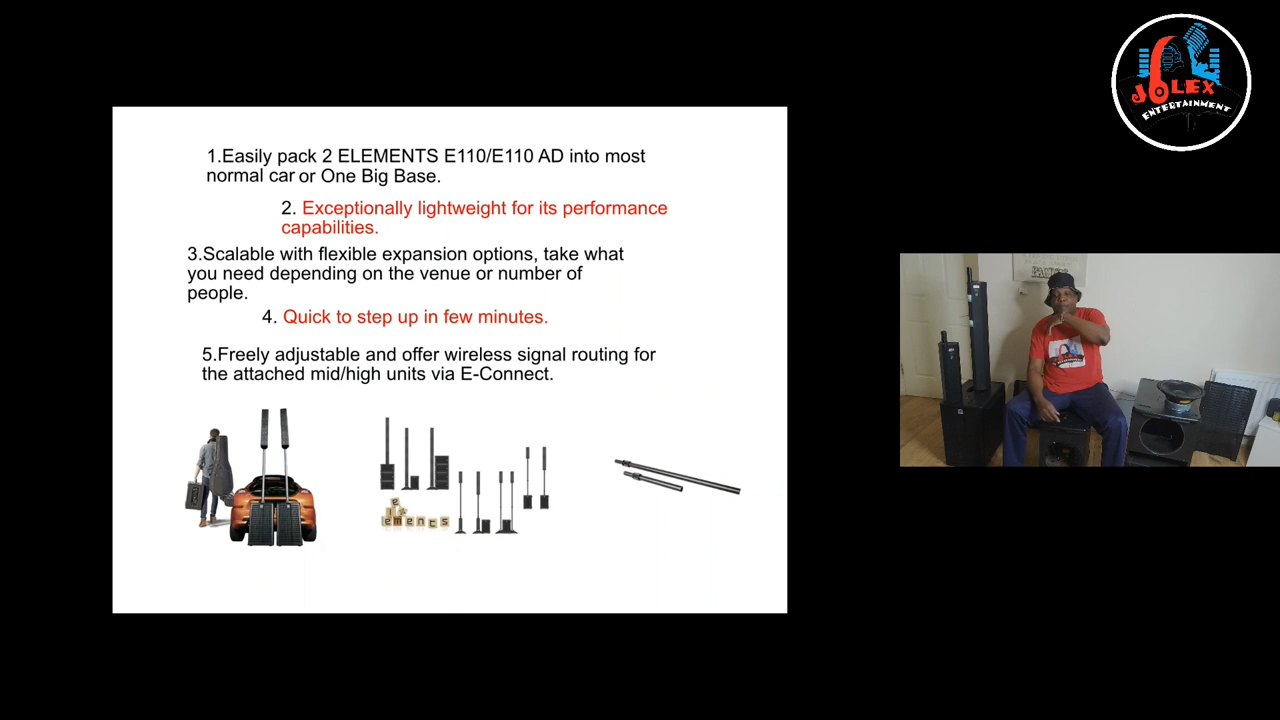 JOLEX
ENTERTAINMENT
1.Easily pack 2 ELEMENTS E110/E110 AD into most
normal car or One Big Base.
2. Exceptionally lightweight for its performance
capabilities.
3.Scalable with flexible expansion options, take what
you need depending on the venue or number of
people.
4. Quick to step up in few minutes.
5.Freely adjustable and offer wireless signal routing for
the attached mid/high units via E-Connect.
e
l e
ements